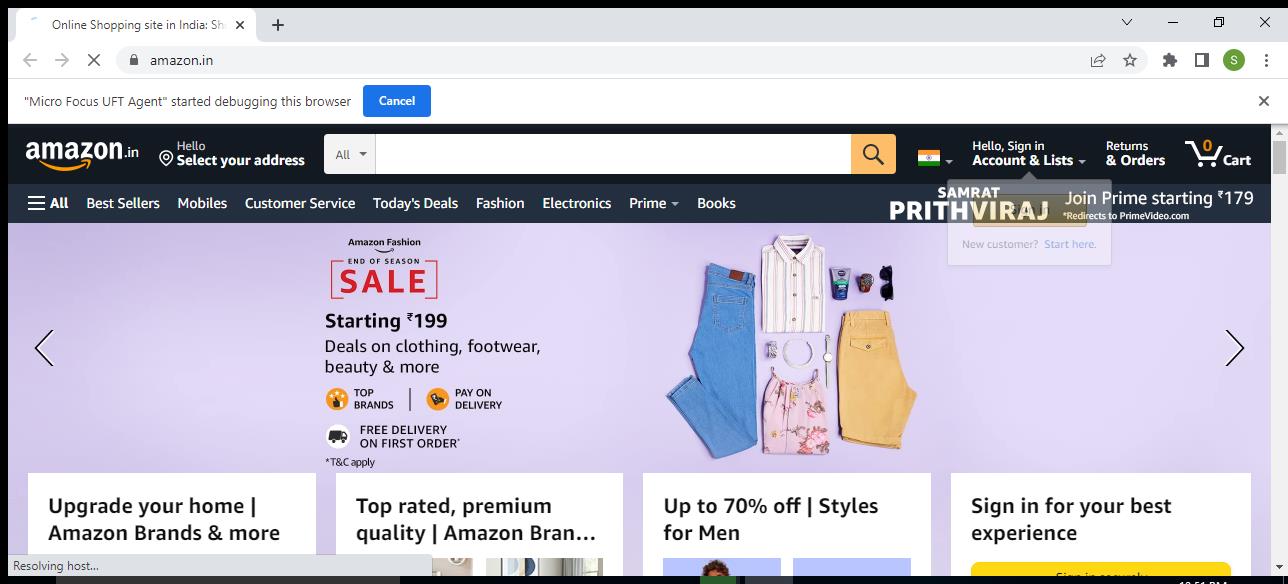 Online Shopping site in India: Sh
amazon.in
S
"Micro Focus UFT Agent" started debugging this browser
Cancel
amazon.in
Hello
Select your address
All
Hello, Sign in
Account & Lists
Returns
& Orders
0
Cart
All
Best Sellers
Mobiles
Customer Service
Today's Deals
Fashion
Electronics
Prime
Books
SAMRAT
PRITHVIRAJ
Join Prime starting ₹179
*Redirects to PrimeVideo.com
New customer? Start here.
Amazon Fashion
END OF SEASON
SALE
Starting ₹199
Deals on clothing, footwear,
beauty & more
TOP
BRANDS
PAY ON
DELIVERY
FREE DELIVERY
ON FIRST ORDER*
*T&C apply
Upgrade your home |
Amazon Brands & more
Top rated, premium
quality | Amazon Bran...
Up to 70% off | Styles
for Men
Sign in for your best
experience
Sign in securely
Resolving host...